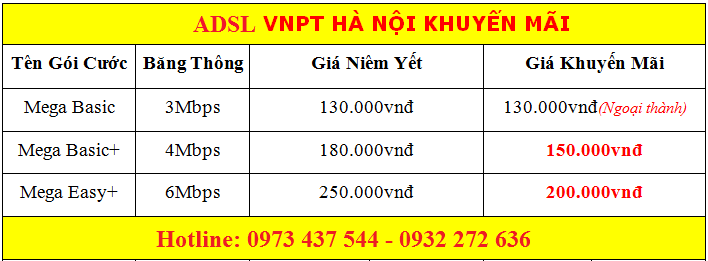 ADSL VNPT HÀ NỘI KHUYẾN MÃI
Tên Gói Cước Băng Thông Giá Niêm Yết Giá Khuyến Mãi
Mega Basic 3Mbps 130.000vnđ 130.000vnđ(Ngoại thành)
Mega Basic+ 4Mbps 180.000vnđ 150.000vnđ
Mega Easy+ 6Mbps 250.000vnđ 200.000vnđ
Hotline: 0973 437 544 - 0932 272 636